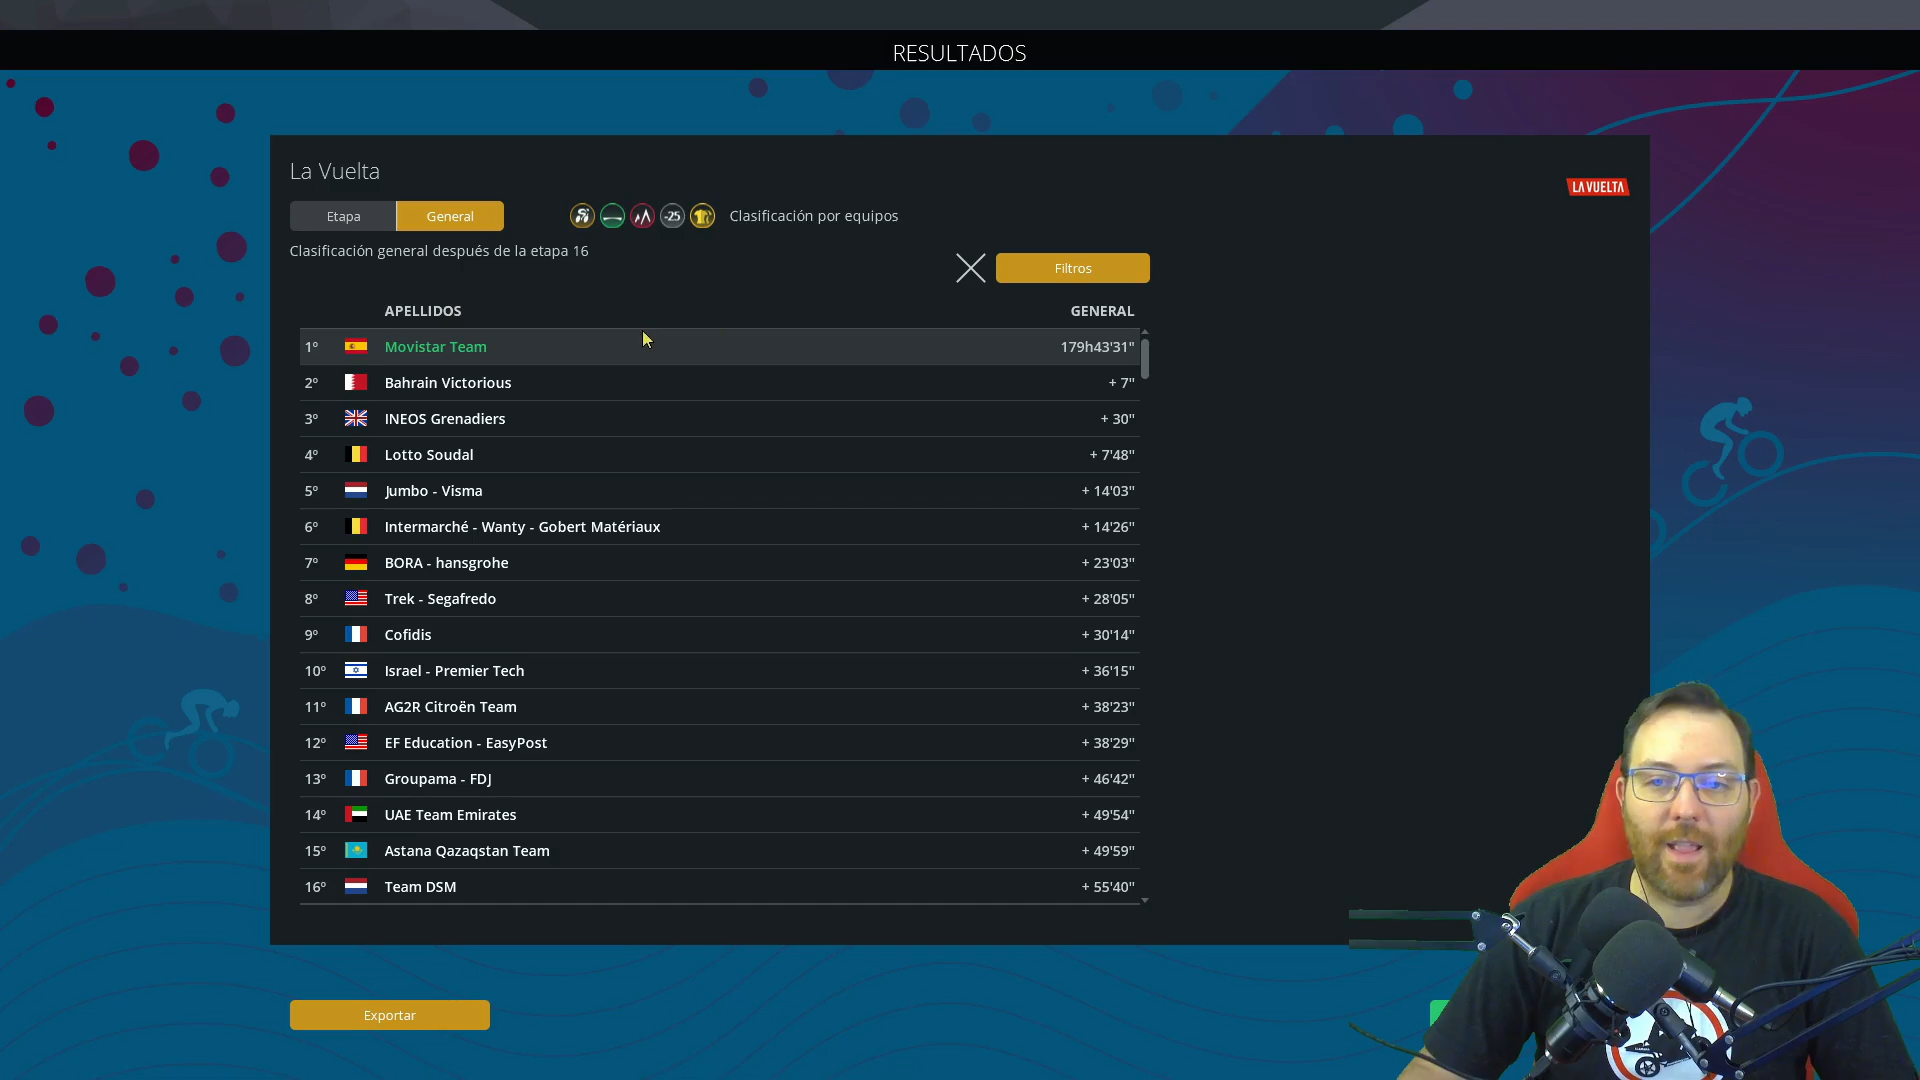 RESULTADOS
La Vuelta
LA VUELTA
Etapa
General
-25
Clasificación por equipos
Clasificación general después de la etapa 16
Filtros
APELLIDOS GENERAL
1º Movistar Team 179h43'31''
2º Bahrain Victorious + 7''
3º INEOS Grenadiers + 30''
4º Lotto Soudal + 7'48''
5º Jumbo - Visma + 14'03''
6º Intermarché - Wanty - Gobert Matériaux + 14'26''
7º BORA - hansgrohe + 23'03''
8º Trek - Segafredo + 28'05''
9º Cofidis + 30'14''
10º Israel - Premier Tech + 36'15''
11º AG2R Citroën Team + 38'23''
12º EF Education - EasyPost + 38'29''
13º Groupama - FDJ + 46'42''
14º UAE Team Emirates + 49'54''
15º Astana Qazaqstan Team + 49'59''
16º Team DSM + 55'40''
Exportar